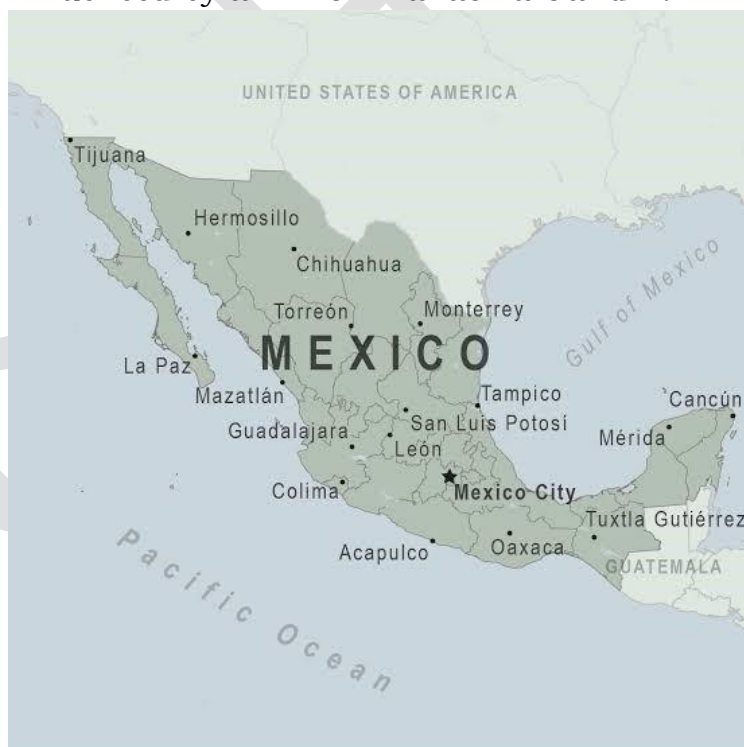 UNITED STATES OF AMERICA
Tijuana
Hermosillo
Chihuahua
Gulf of Mexico
Torreón
Monterrey
MEXICO
La Paz
Mazatlán
Tampico
Cancún
San Luis Potosí
Guadalajara
León
Mérida
Colima
Mexico City
Tuxtla Gutiérrez
Acapulco
Oaxaca
GUATEMALA
Pacific Ocean